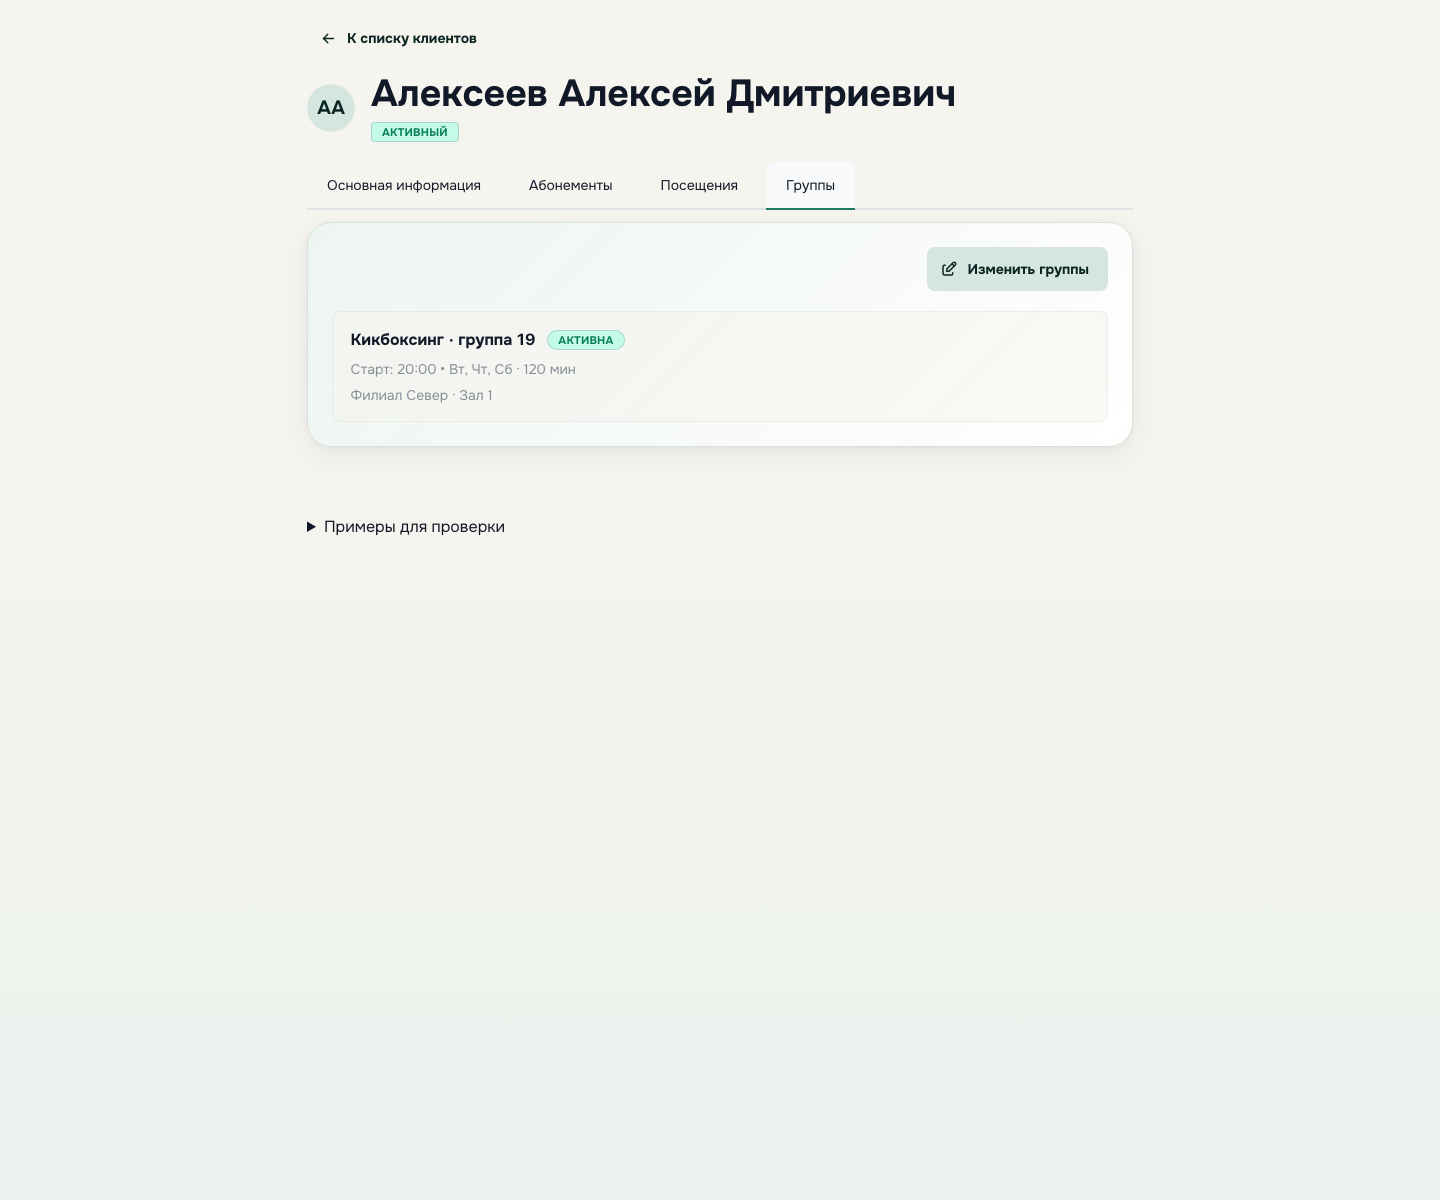 К списку клиентов
АА
Алексеев Алексей Дмитриевич
АКТИВНЫЙ
Основная информация Абонементы Посещения Группы
Изменить группы
Кикбоксинг · группа 19 АКТИВНА
Старт: 20:00 • Вт, Чт, Сб · 120 мин
Филиал Север · Зал 1
Примеры для проверки